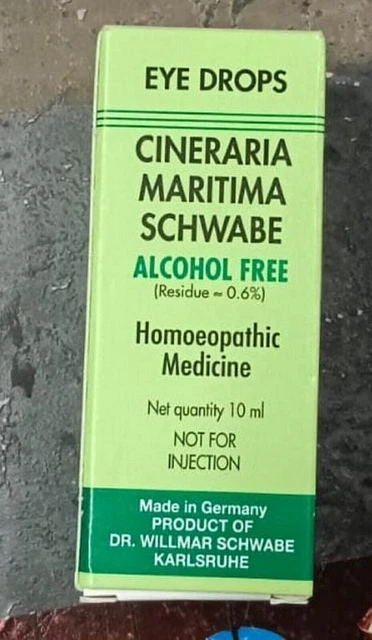 EYE DROPS
CINERARIA
MARITIMA
SCHWABE
ALCOHOL FREE
(Residue ≈ 0.6%)
Homoeopathic
Medicine
Net quantity 10 ml
NOT FOR
INJECTION
Made in Germany
PRODUCT OF
DR. WILLMAR SCHWABE
KARLSRUHE